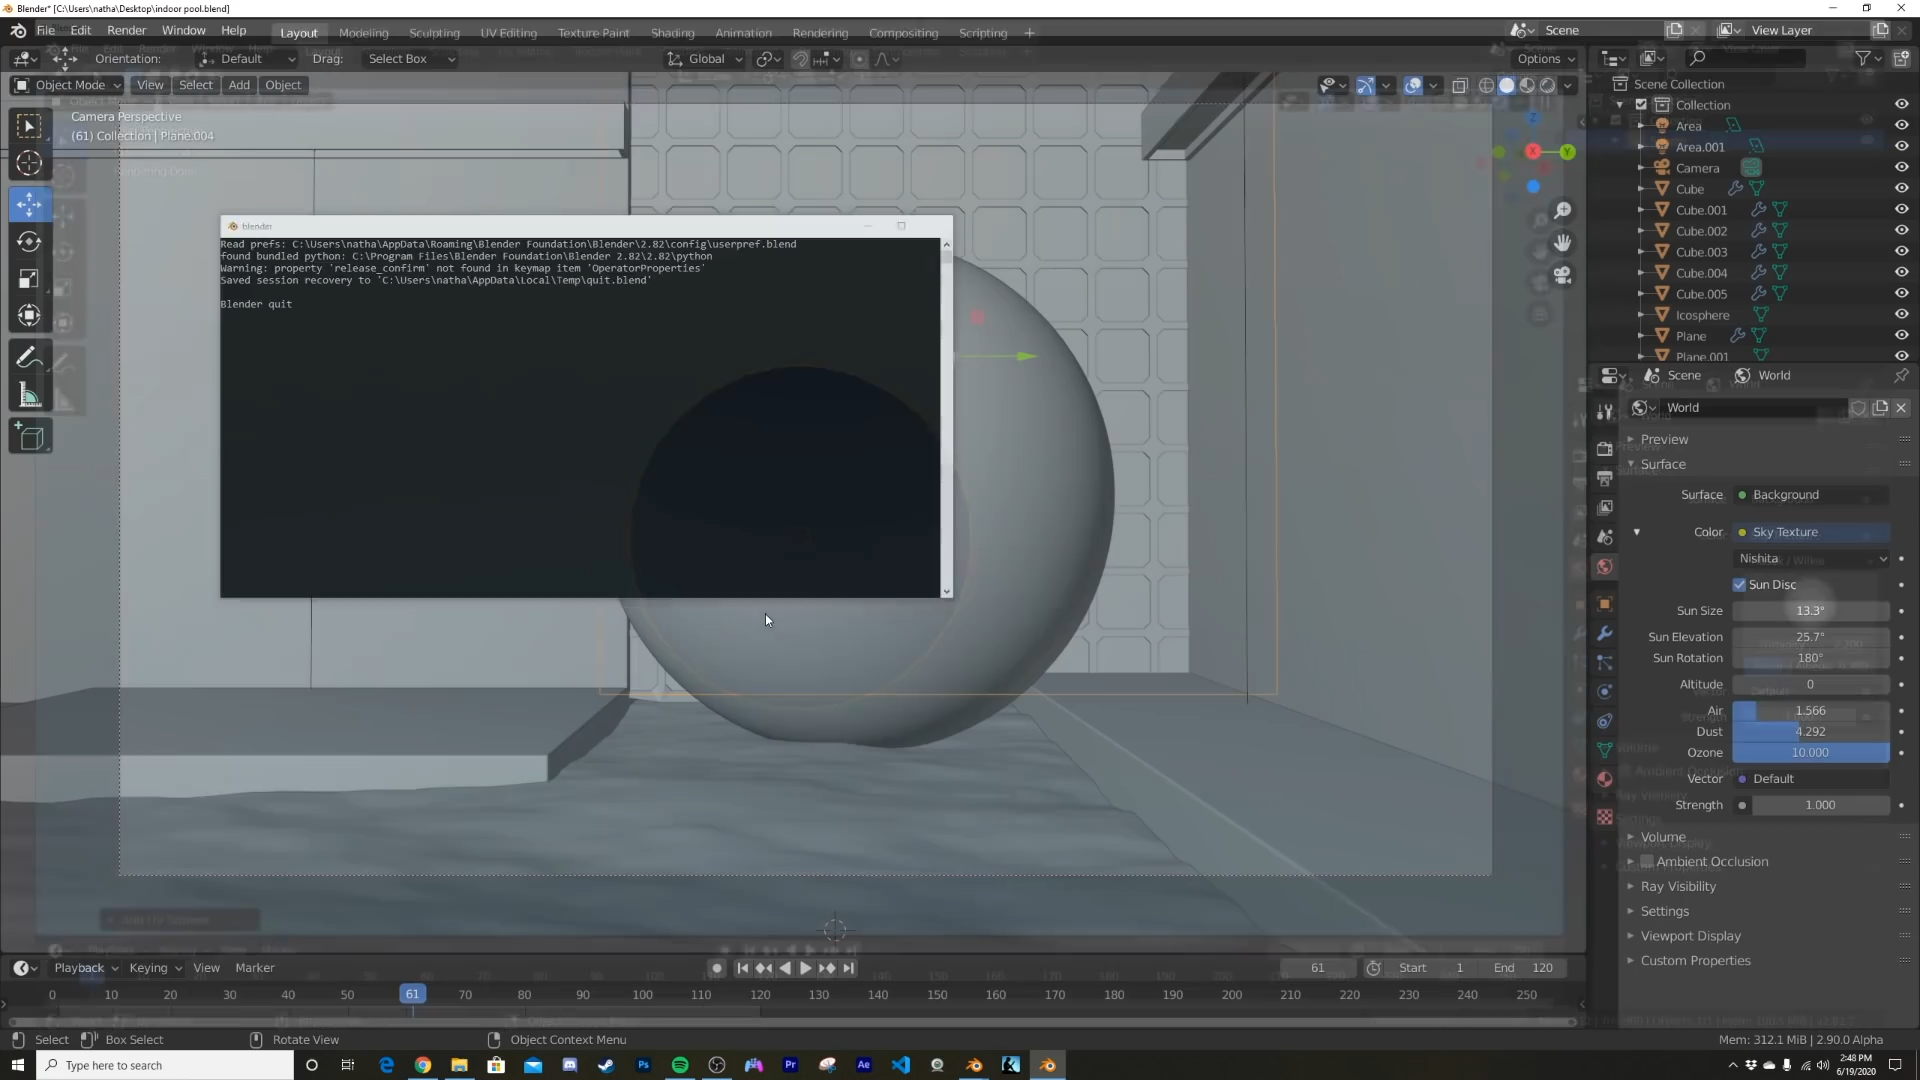 Blender* [C:\Users\natha\Desktop\indoor pool.blend]
File Edit Render Window Help Layout Modeling Sculpting UV Editing Texture Paint Shading Animation Rendering Compositing Scripting + Scene View Layer
Orientation: Default Drag: Select Box Global Options
Object Mode View Select Add Object
Camera Perspective
(61) Collection | Plane.004
blender
Read prefs: C:\Users\natha\AppData\Roaming\Blender Foundation\Blender\2.82\config\userpref.blend
found bundled python: C:\Program Files\Blender Foundation\Blender 2.82\2.82\python
Warning: property 'release_confirm' not found in keymap item 'OperatorProperties'
Saved session recovery to 'C:\Users\natha\AppData\Local\Temp\quit.blend'
Blender quit
Z
X
Y
Scene Collection
Collection
Area
Area.001
Camera
Cube
Cube.001
Cube.002
Cube.003
Cube.004
Cube.005
Icosphere
Plane
Plane.001
Scene World
World
Preview
Surface
Surface Background
Color Sky Texture
Nishita
Sun Disc
Sun Size 13.3°
Sun Elevation 25.7°
Sun Rotation 180°
Altitude 0
Air 1.566
Dust 4.292
Ozone 10.000
Vector Default
Strength 1.000
Volume
Ambient Occlusion
Ray Visibility
Settings
Viewport Display
Custom Properties
Playback Keying View Marker 61 Start 1 End 120
0 10 20 30 40 50 61 70 80 90 100 110 120 130 140 150 160 170 180 190 200 210 220 230 240 250
Select Box Select Rotate View Object Context Menu Mem: 312.1 MiB | 2.90.0 Alpha
Type here to search
2:48 PM
6/19/2020